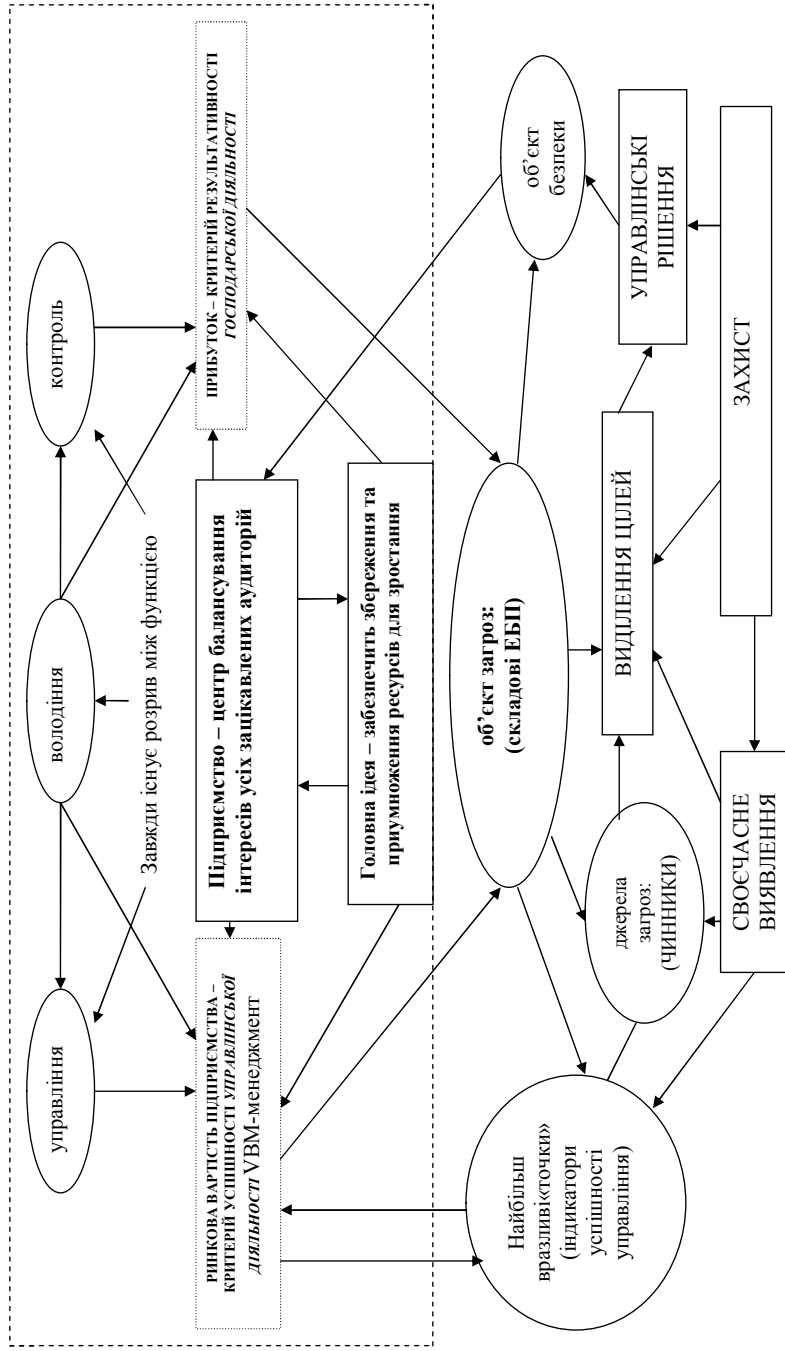 управління
володіння
контроль
Завжди існує розрив між функцією
РИНКОВА ВАРТІСТЬ ПІДПРИЄМСТВА –
КРИТЕРІЙ УСПІШНОСТІ УПРАВЛІНСЬКОЇ
ДІЯЛЬНОСТІ VBM-менеджмент
Підприємство – центр балансування
інтересів усіх зацікавлених аудиторій
ПРИБУТОК – КРИТЕРІЙ РЕЗУЛЬТАТИВНОСТІ
ГОСПОДАРСЬКОЇ ДІЯЛЬНОСТІ
Головна ідея – забезпечить збереження та
приумноження ресурсів для зростання
Найбільш
вразливі«точки»
(індикатори
успішності
управління)
об’єкт загроз:
(складові ЕБП)
об’єкт
безпеки
джерела
загроз:
(ЧИННИКИ)
ВИДІЛЕННЯ ЦІЛЕЙ
УПРАВЛІНСЬКІ
РІШЕННЯ
СВОЄЧАСНЕ
ВИЯВЛЕННЯ
ЗАХИСТ